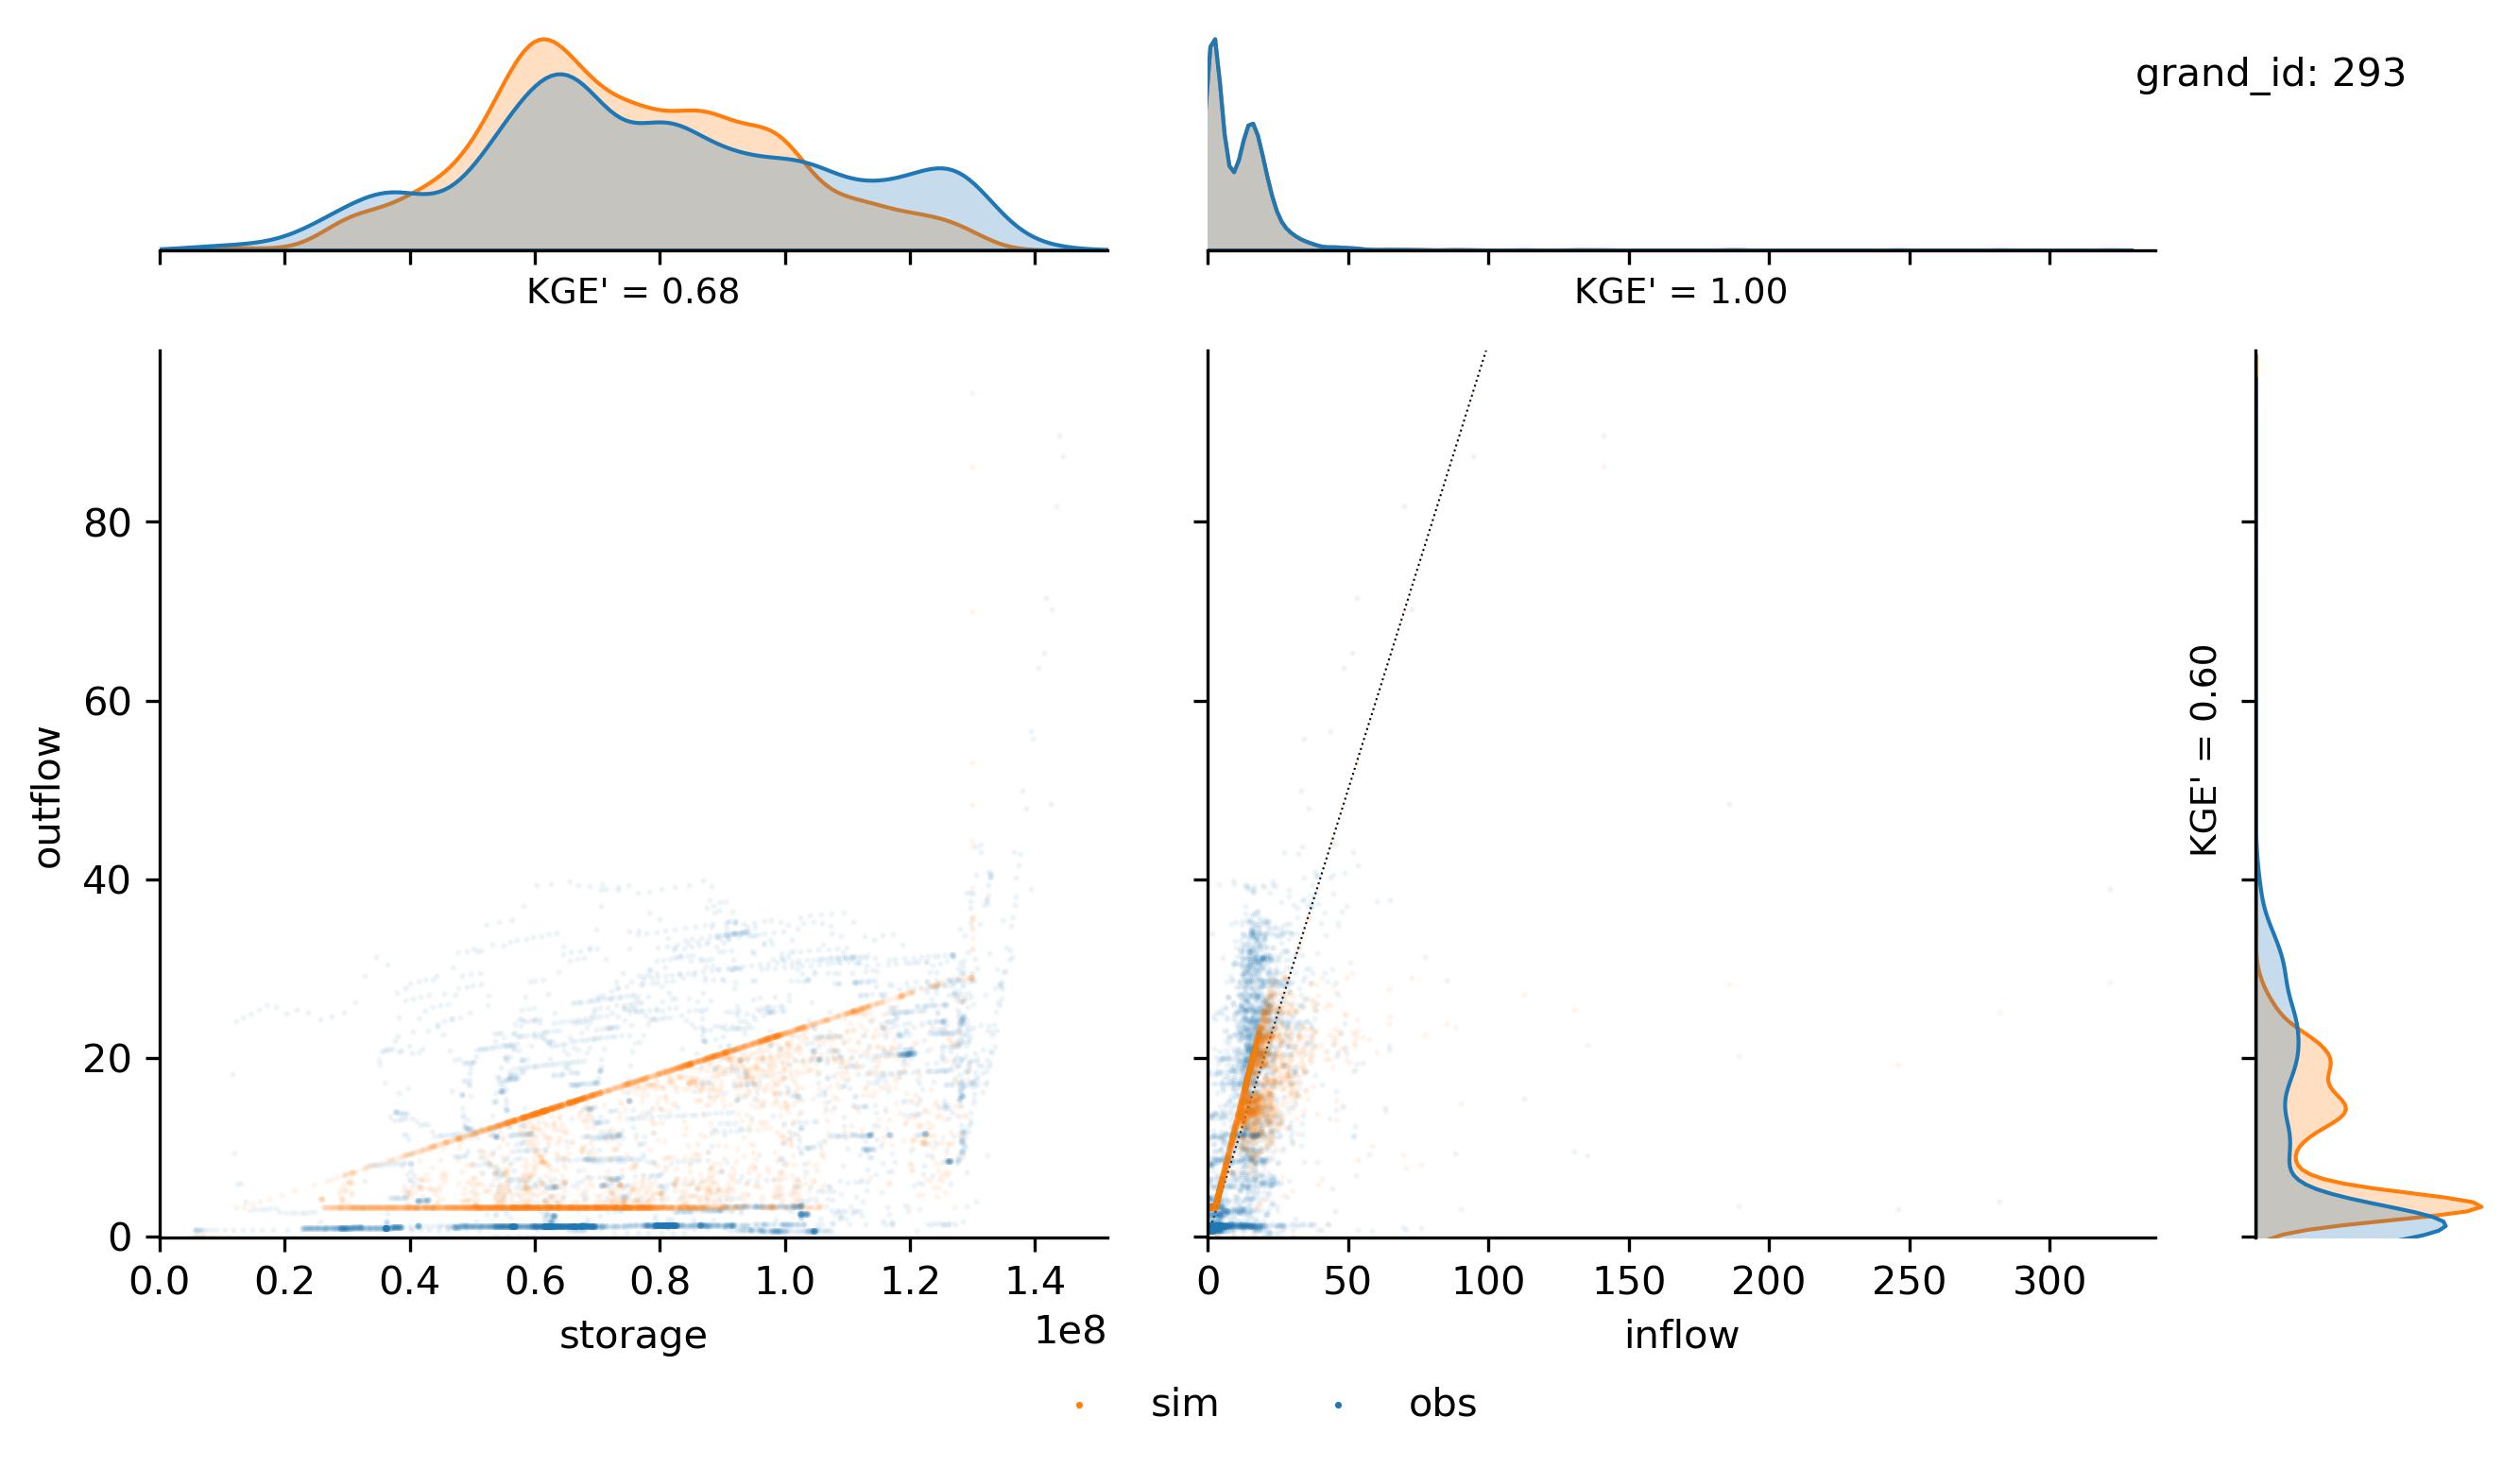 grand_id: 293
KGE' = 0.68
KGE' = 1.00
outflow
80
60
40
20
0
KGE' = 0.60
0.0 0.2 0.4 0.6 0.8 1.0 1.2 1.4
1e8
storage
0 50 100 150 200 250 300
inflow
sim obs